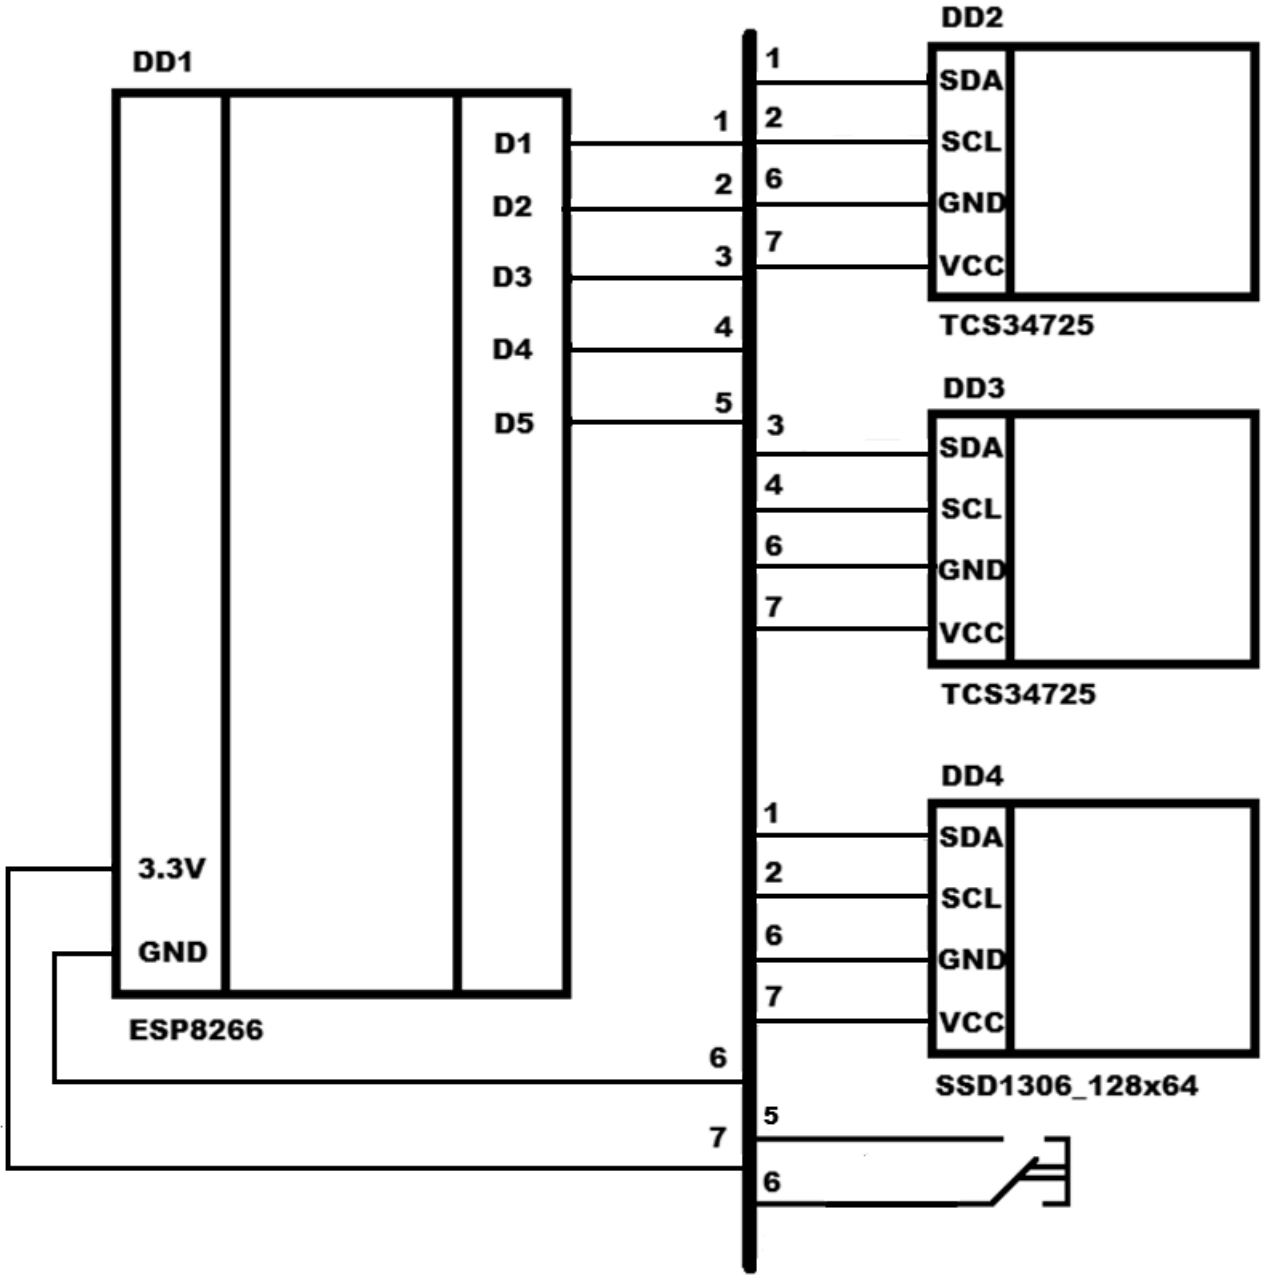 DD1
D1
D2
D3
D4
D5
3.3V
GND
ESP8266
1
2
3
4
5
6
7
DD2
1
SDA
2
SCL
6
GND
7
VCC
TCS34725
DD3
3
SDA
4
SCL
6
GND
7
VCC
TCS34725
DD4
1
SDA
2
SCL
6
GND
7
VCC
SSD1306_128x64
5
6